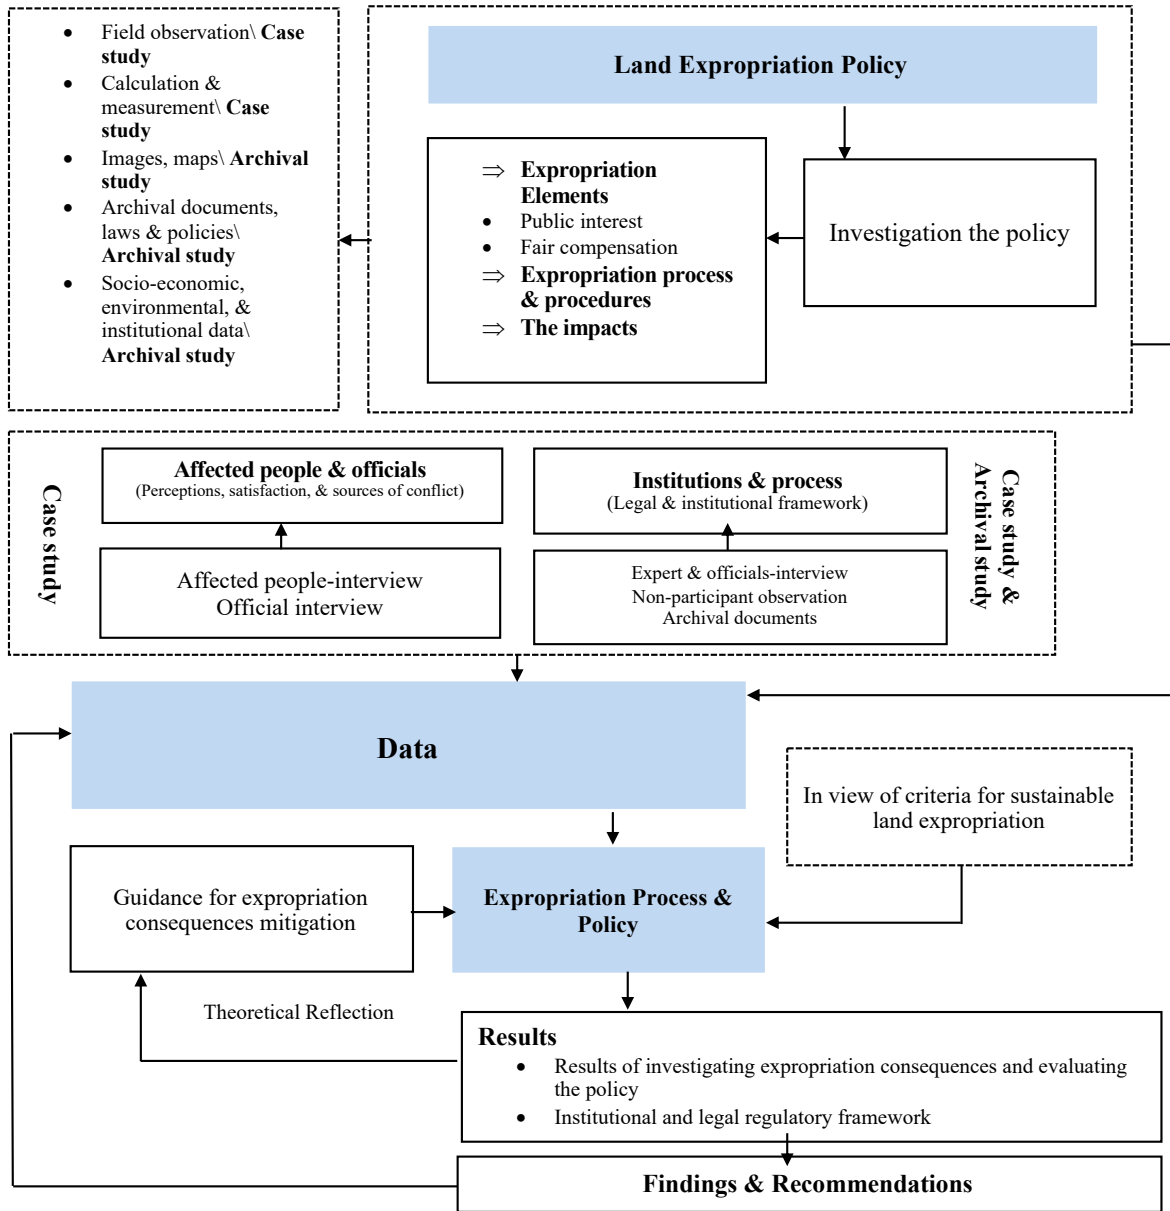 • Field observation\ Case
study
• Calculation &
measurement\ Case
study
• Images, maps\ Archival
study
• Archival documents,
laws & policies\
Archival study
• Socio-economic,
environmental, &
institutional data\
Archival study
Land Expropriation Policy
⇒ Expropriation
Elements
• Public interest
• Fair compensation
⇒ Expropriation process
& procedures
⇒ The impacts
Investigation the policy
Case study
Affected people & officials
(Perceptions, satisfaction, & sources of conflict)
Affected people-interview
Official interview
Institutions & process
(Legal & institutional framework)
Expert & officials-interview
Non-participant observation
Archival documents
Case study &
Archival study
Data
In view of criteria for sustainable
land expropriation
Guidance for expropriation
consequences mitigation
Expropriation Process &
Policy
Theoretical Reflection
Results
• Results of investigating expropriation consequences and evaluating
the policy
• Institutional and legal regulatory framework
Findings & Recommendations